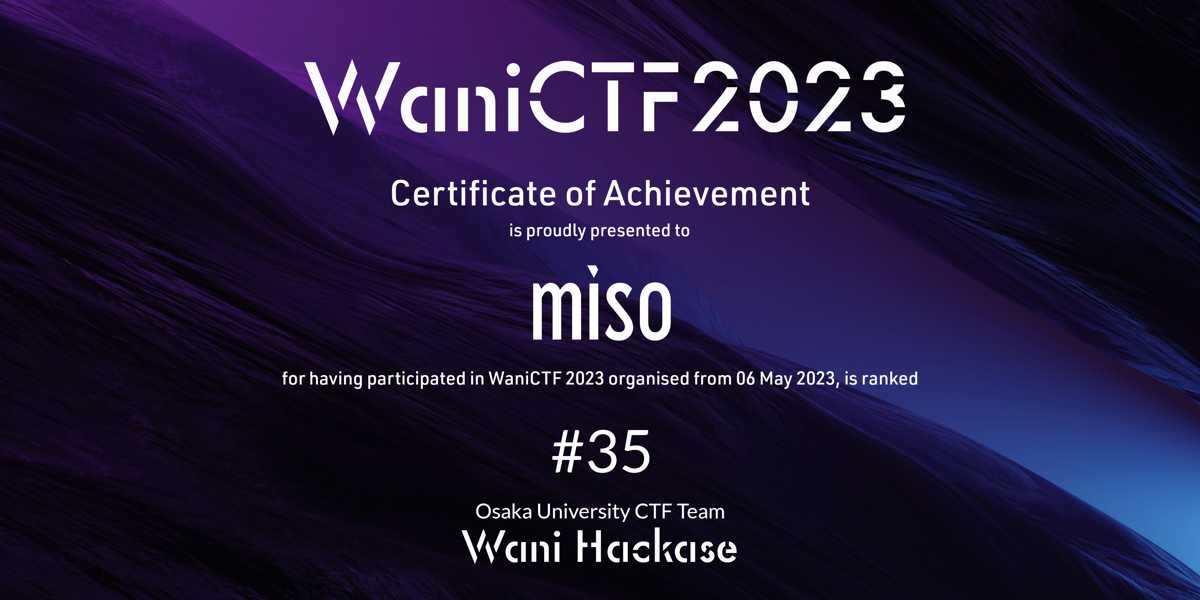 WaniCTF2023
Certificate of Achievement
is proudly presented to
miso
for having participated in WaniCTF 2023 organised from 06 May 2023, is ranked
#35
Osaka University CTF Team
Wani Hackase